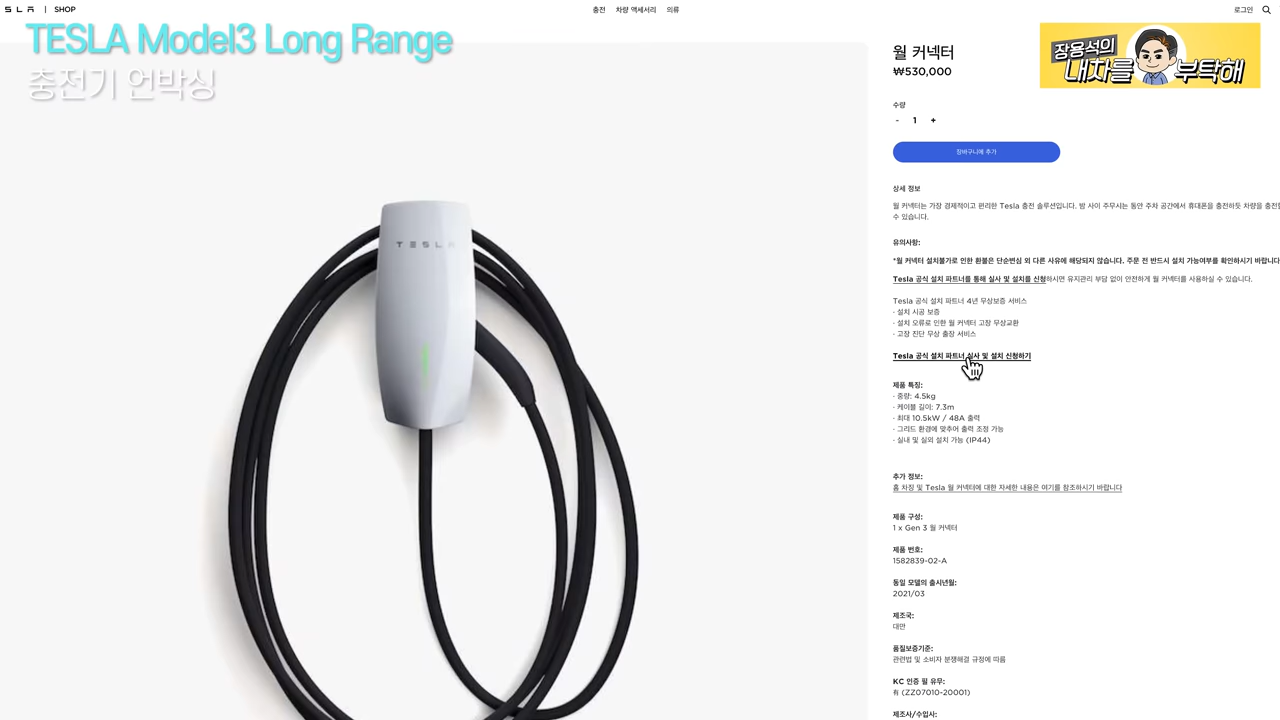 SLA | SHOP
충전 차량 액세서리 의류
로그인
TESLA Model3 Long Range
충전기 언박싱
장용석의
내차를 부탁해
TESLA
월 커넥터
₩530,000
수량
- 1 +
장바구니에 추가
상세 정보
월 커넥터는 가장 경제적이고 편리한 Tesla 충전 솔루션입니다. 밤 사이 주무시는 동안 주차 공간에서 휴대폰을 충전하듯 차량을 충전할
수 있습니다.
유의사항:
*월 커넥터 설치불가로 인한 환불은 단순변심 외 다른 사유에 해당되지 않습니다. 주문 전 반드시 설치 가능여부를 확인하시기 바랍니다
Tesla 공식 설치 파트너를 통해 실사 및 설치를 신청하시면 유지관리 부담 없이 안전하게 월 커넥터를 사용하실 수 있습니다.
Tesla 공식 설치 파트너 4년 무상보증 서비스
· 설치 시공 보증
· 설치 오류로 인한 월 커넥터 고장 무상교환
· 고장 진단 무상 출장 서비스
Tesla 공식 설치 파트너 실사 및 설치 신청하기
제품 특징:
· 중량: 4.5kg
· 케이블 길이: 7.3m
· 최대 10.5kW / 48A 출력
· 그리드 환경에 맞추어 출력 조정 가능
· 실내 및 실외 설치 가능 (IP44)
추가 정보:
홈 차징 및 Tesla 월 커넥터에 대한 자세한 내용은 여기를 참조하시기 바랍니다
제품 구성:
1 x Gen 3 월 커넥터
제품 번호:
1582839-02-A
동일 모델의 출시년월:
2021/03
제조국:
대만
품질보증기준:
관련법 및 소비자 분쟁해결 규정에 따름
KC 인증 필 유무:
有 (ZZ07010-20001)
제조사/수입사: